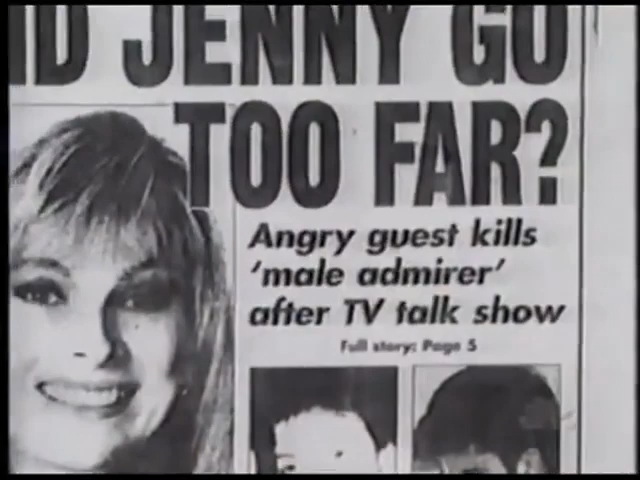 ID JENNY GO
TOO FAR?
Angry guest kills
'male admirer'
after TV talk show
Full story: Page 5